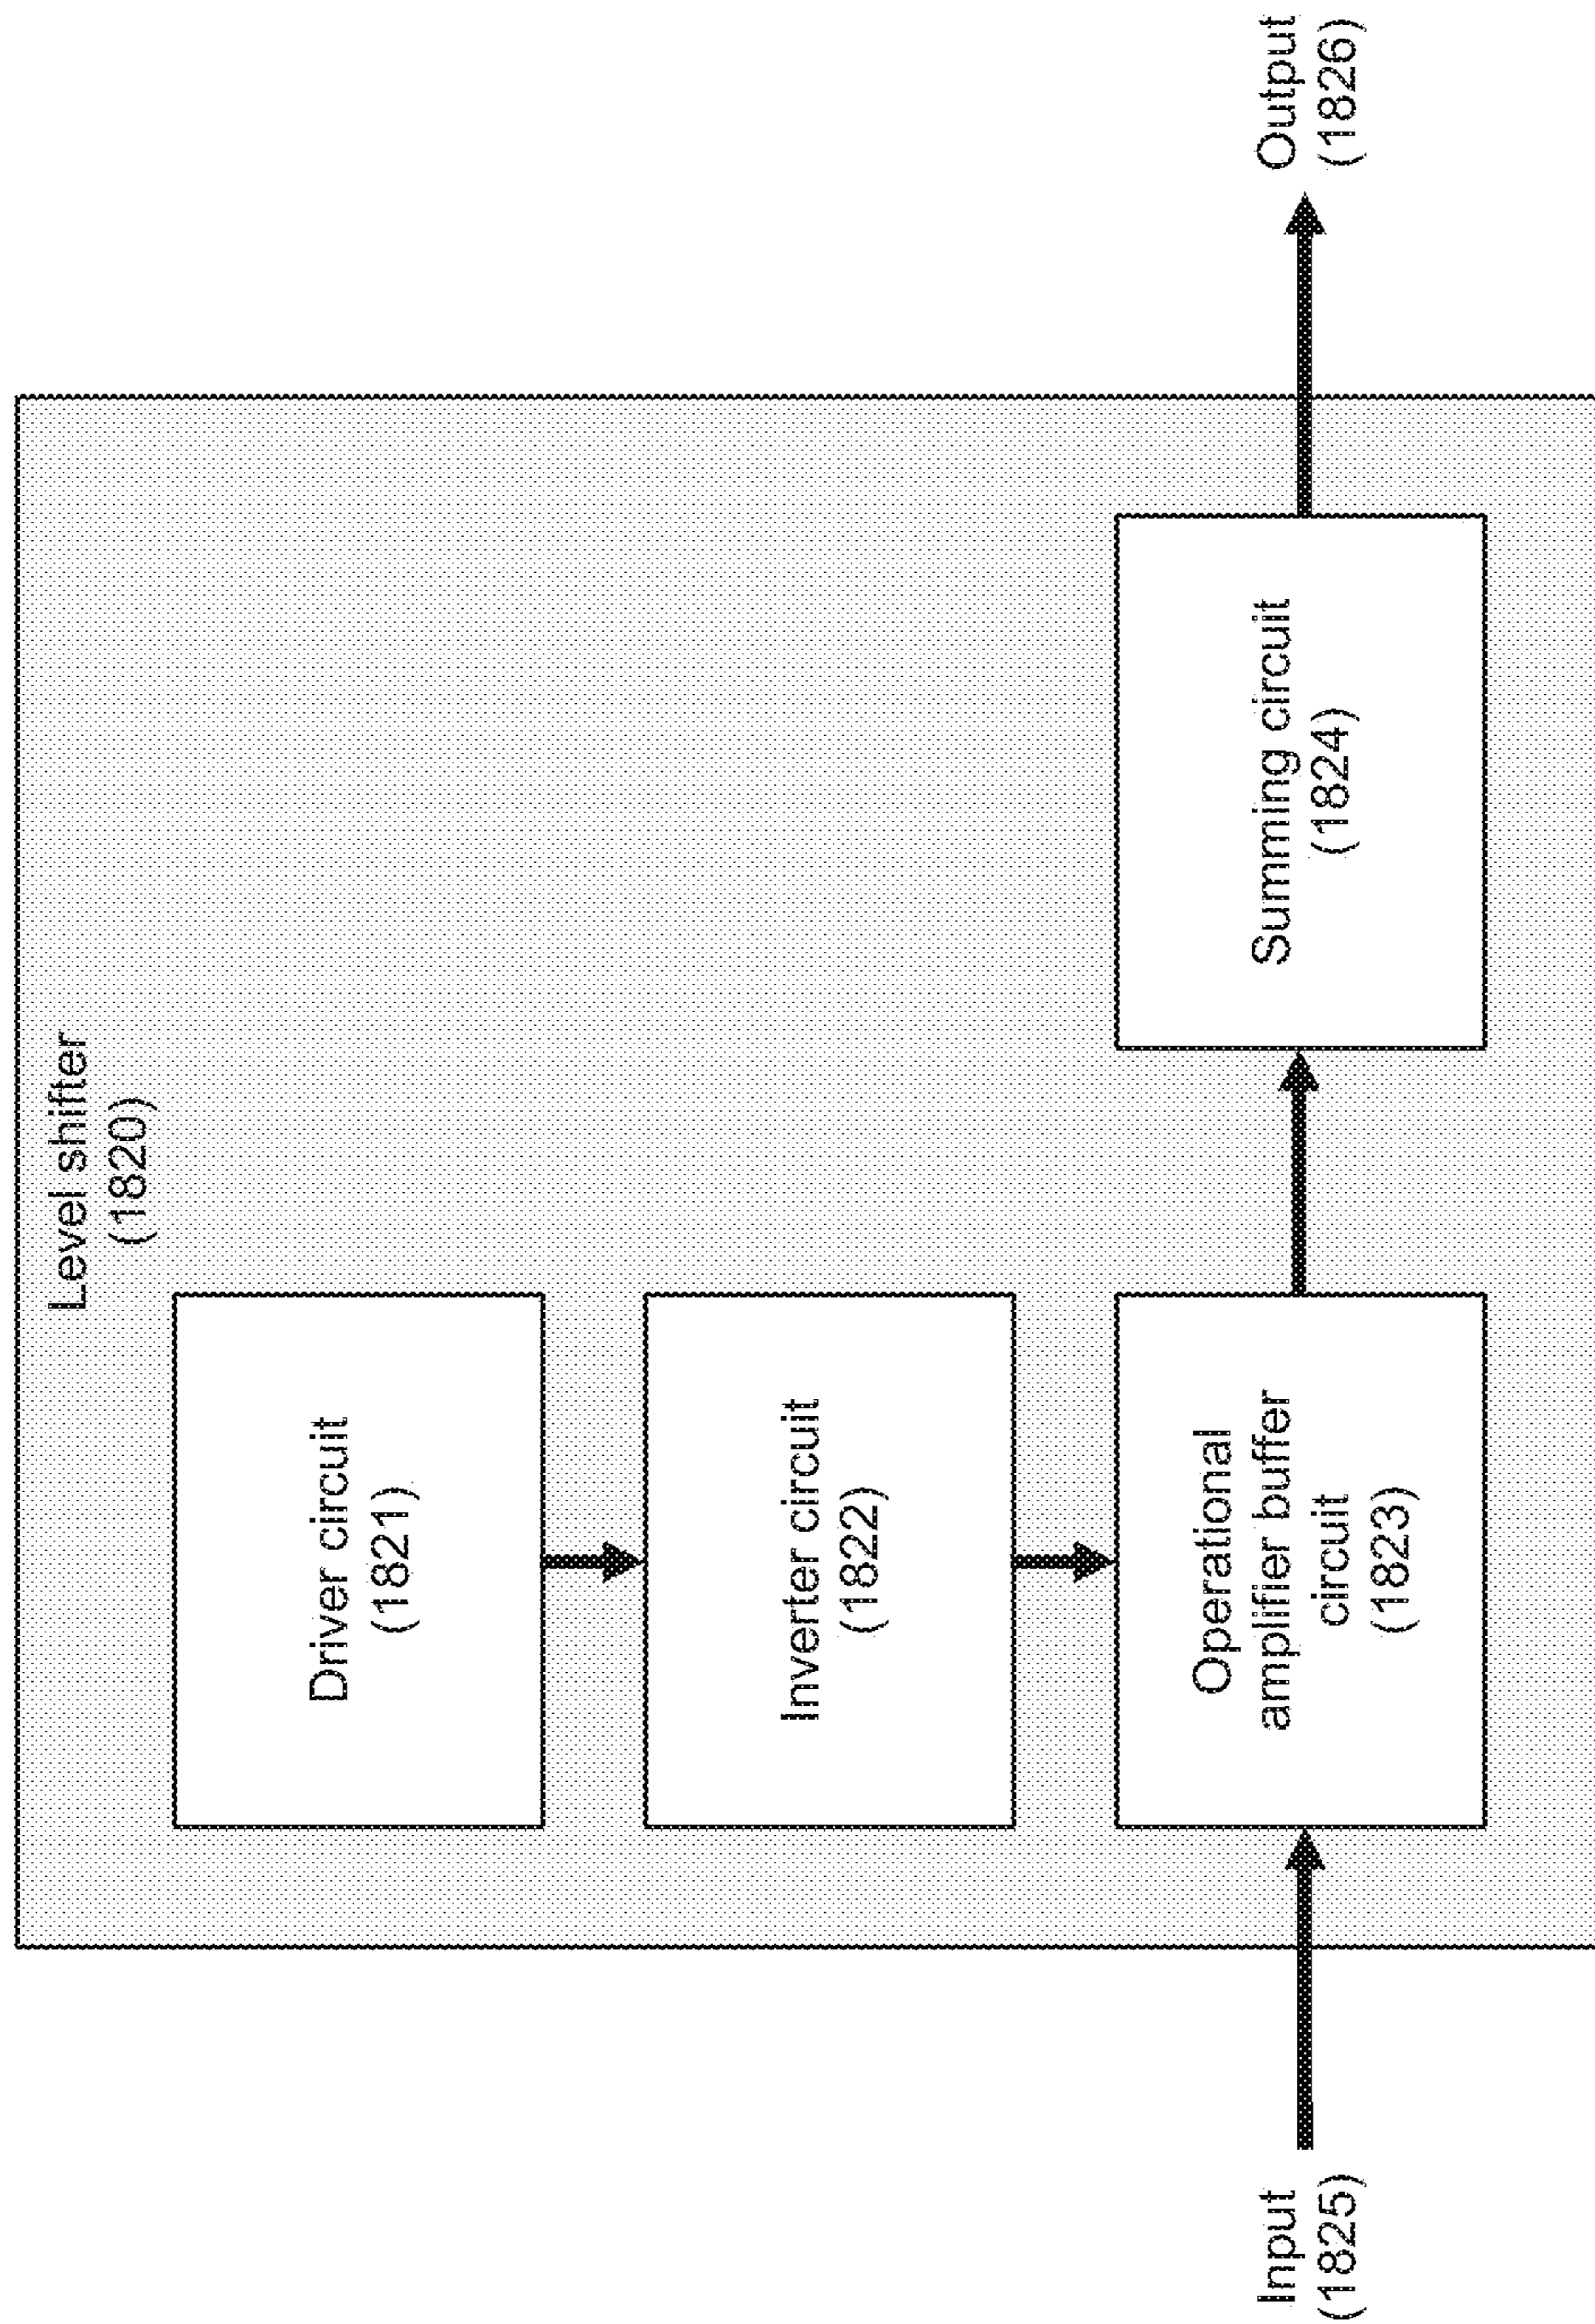 Level shifter
(1820)
Driver circuit
(1821)
Inverter circuit
(1822)
Input
(1825)
Operational
amplifier buffer
circuit
(1823)
Summing circuit
(1824)
Output
(1826)